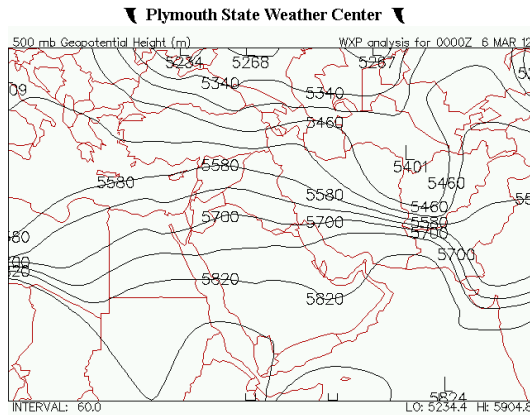 Plymouth State Weather Center
500 mb Geopotential Height (m) WXP analysis for 0000Z 6 MAR 12
5234 5268 5287
5340 5340
5460
5401
5580 5460
5580 5580
5460
5700 5700 5580
5700
5700
5820 5820
5824
INTERVAL: 60.0 LO: 5234.4 HI: 5904.8